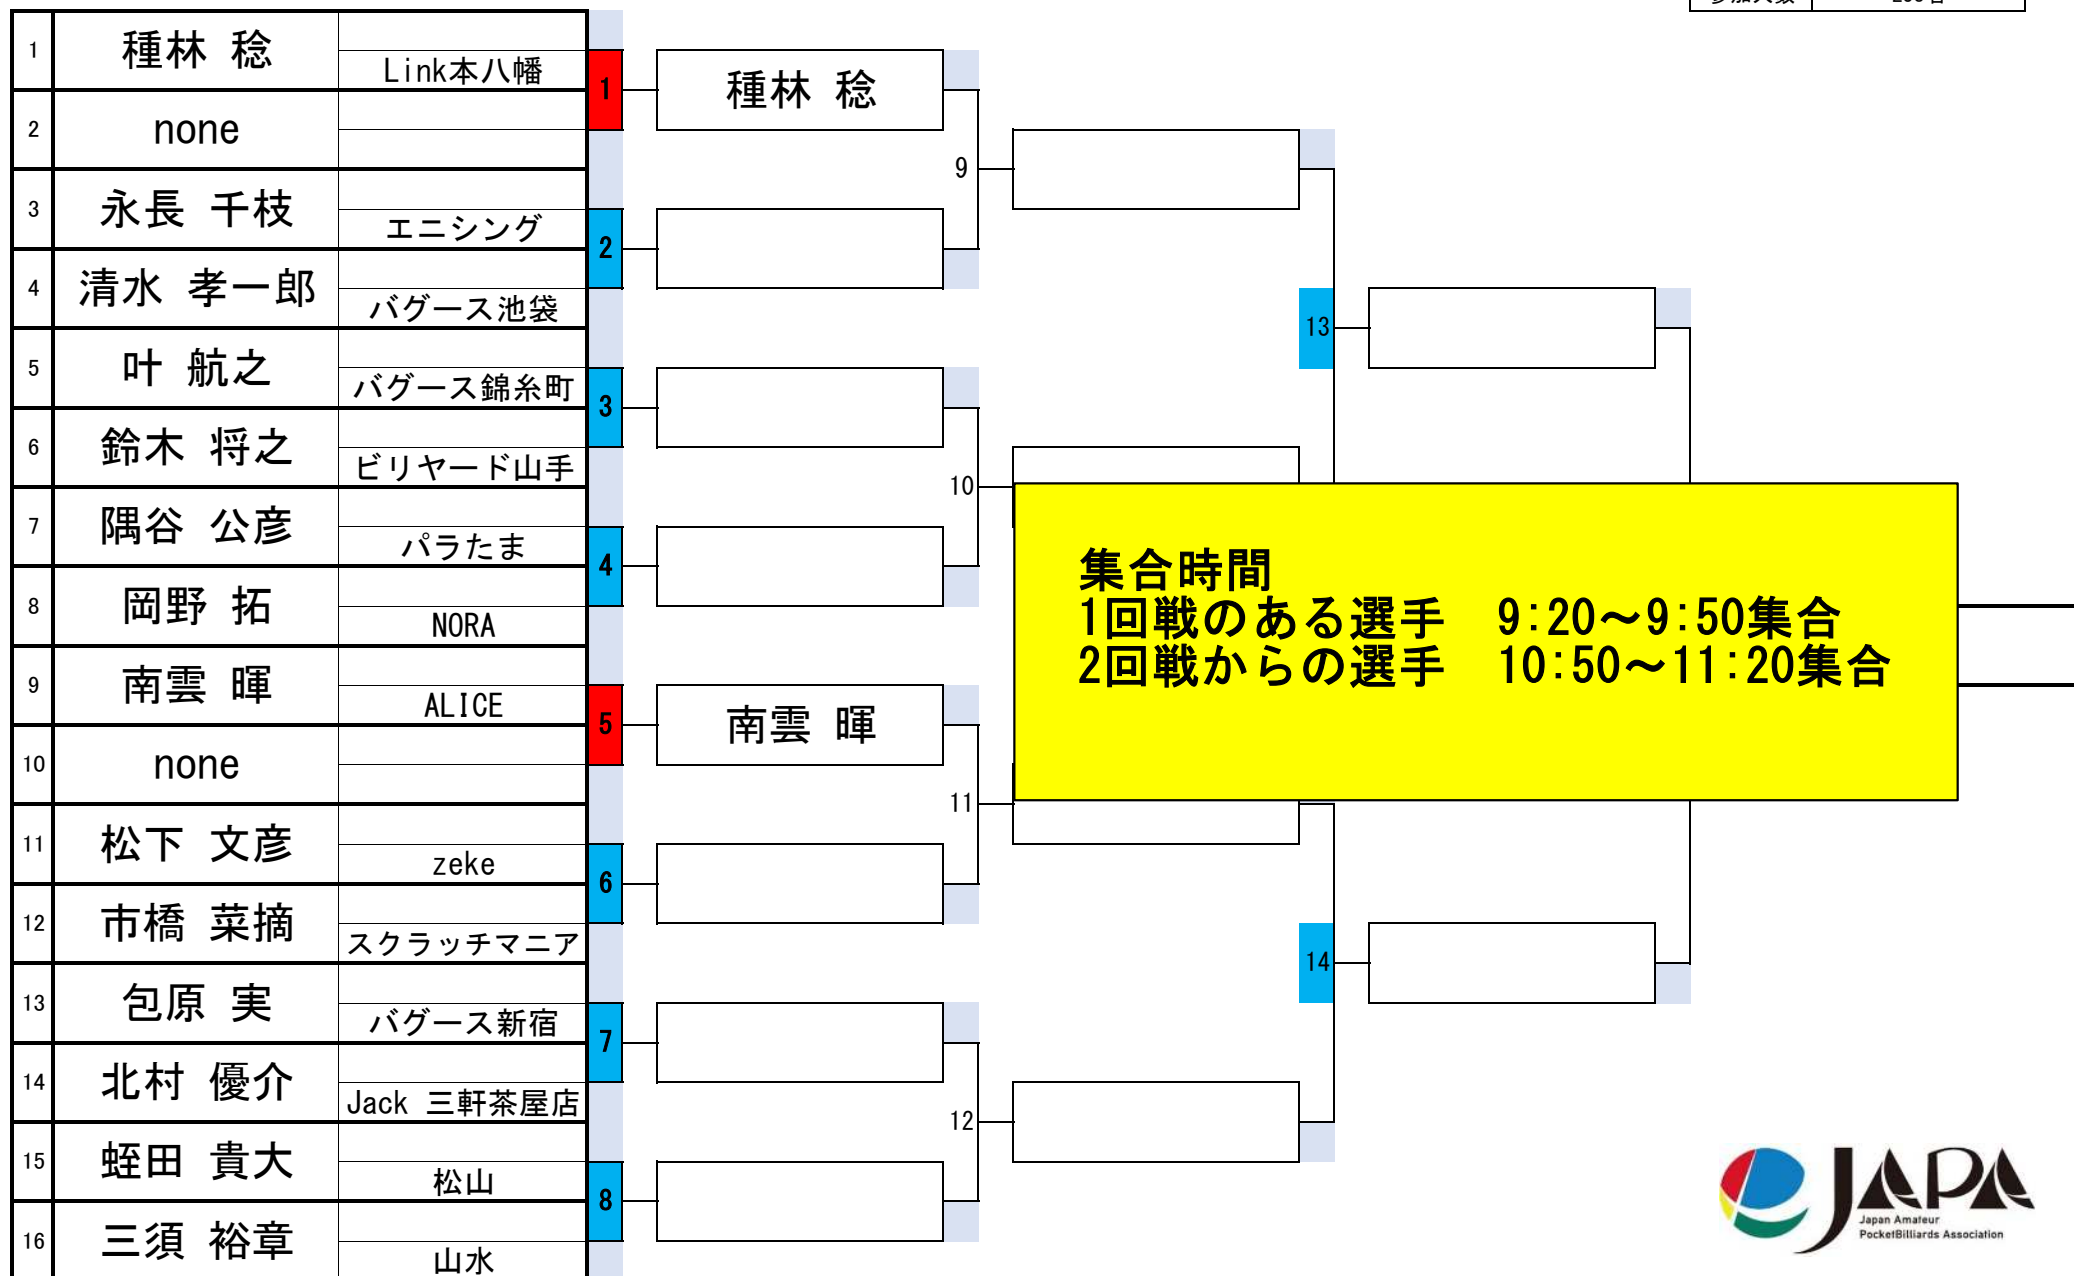 1 種林 稔 Link本八幡
2 none
3 永長 千枝 エニシング
4 清水 孝一郎 バグース池袋
5 叶 航之 バグース錦糸町
6 鈴木 将之 ビリヤード山手
7 隅谷 公彦 パラたま
8 岡野 拓 NORA
9 南雲 暉 ALICE
10 none
11 松下 文彦 zeke
12 市橋 菜摘 スクラッチマニア
13 包原 実 バグース新宿
14 北村 優介 Jack 三軒茶屋店
15 蛭田 貴大 松山
16 三須 裕章 山水
1
2
3
4
5
6
7
8
種林 稔
南雲 暉
9
10
11
12
13
14
集合時間
1回戦のある選手 9:20～9:50集合
2回戦からの選手 10:50～11:20集合
JAPA
Japan Amateur
PocketBilliards Association